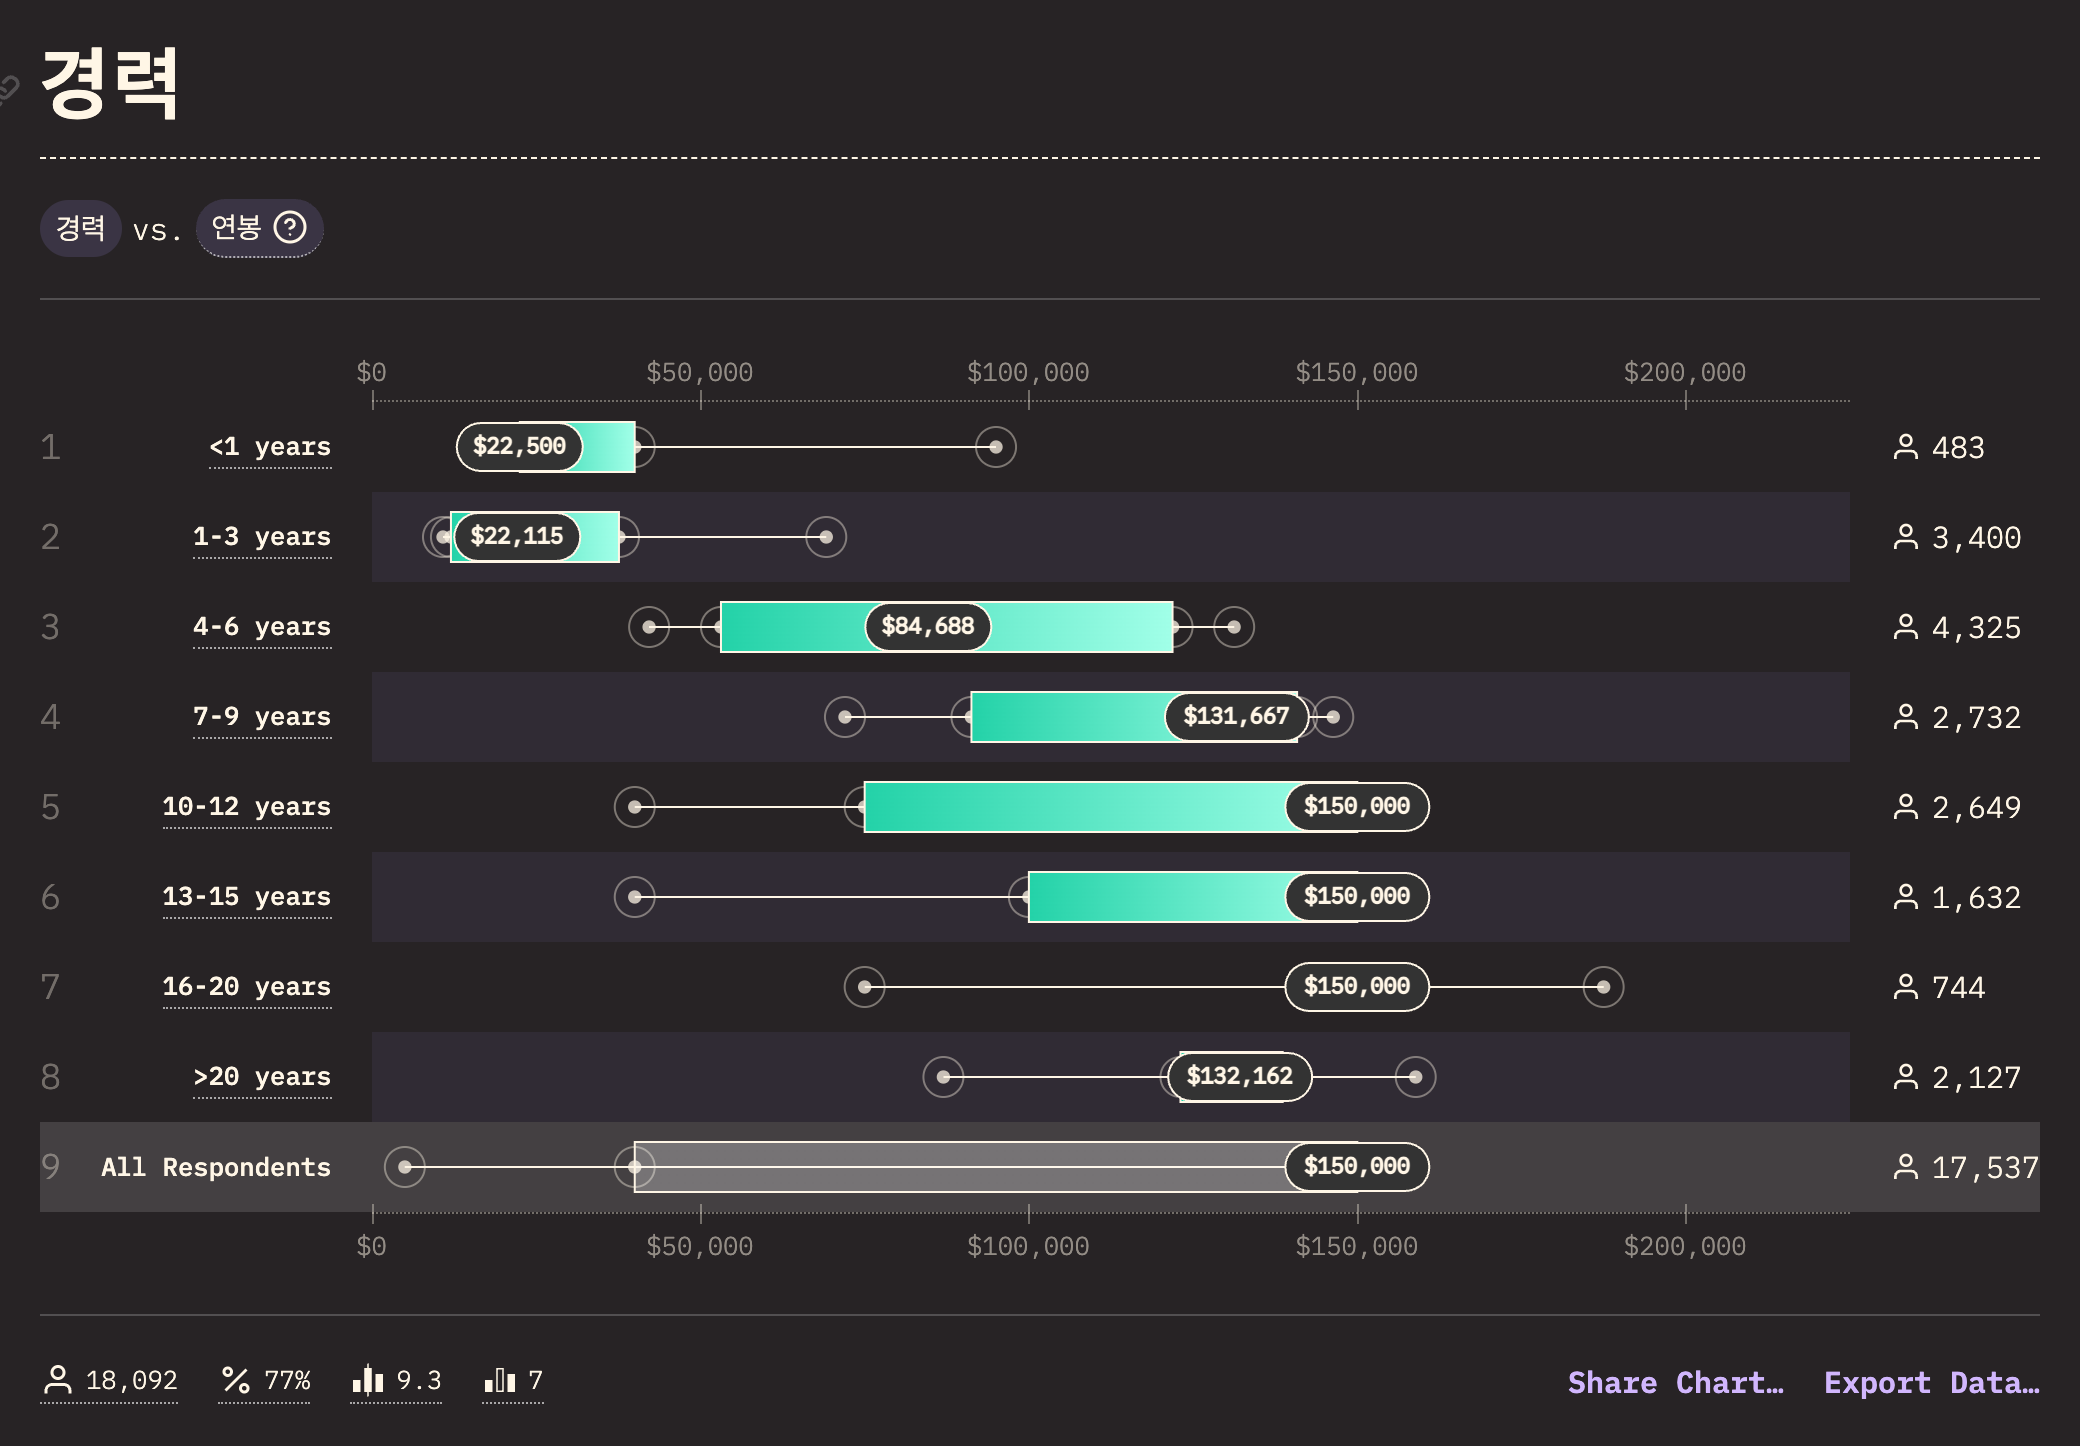 경력
경력 vs. 연봉
$0 $50,000 $100,000 $150,000 $200,000
1 <1 years $22,500 483
2 1-3 years $22,115 3,400
3 4-6 years $84,688 4,325
4 7-9 years $131,667 2,732
5 10-12 years $150,000 2,649
6 13-15 years $150,000 1,632
7 16-20 years $150,000 744
8 >20 years $132,162 2,127
9 All Respondents $150,000 17,537
$0 $50,000 $100,000 $150,000 $200,000
18,092 77% 9.3 7 Share Chart… Export Data…